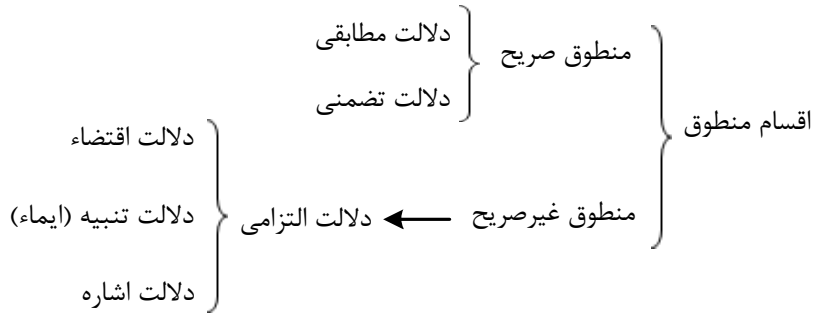 اقسام منطوق
منطوق صریح
دلالت مطابقی
دلالت تضمنی
منطوق غیرصریح
دلالت التزامی
دلالت اقتضاء
دلالت تنبیه (ایماء)
دلالت اشاره